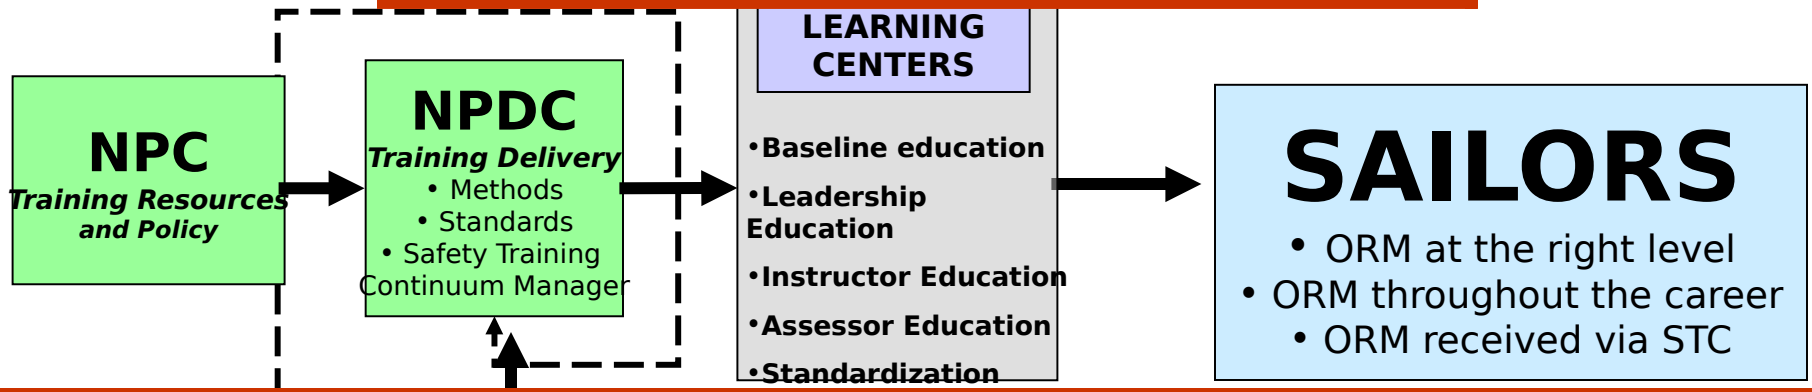 NPC
Training Resources
and Policy
NPDC
Training Delivery
• Methods
• Standards
• Safety Training
Continuum Manager
LEARNING
CENTERS
•Baseline education
•Leadership
Education
•Instructor Education
•Assessor Education
•Standardization
SAILORS
• ORM at the right level
• ORM throughout the career
• ORM received via STC